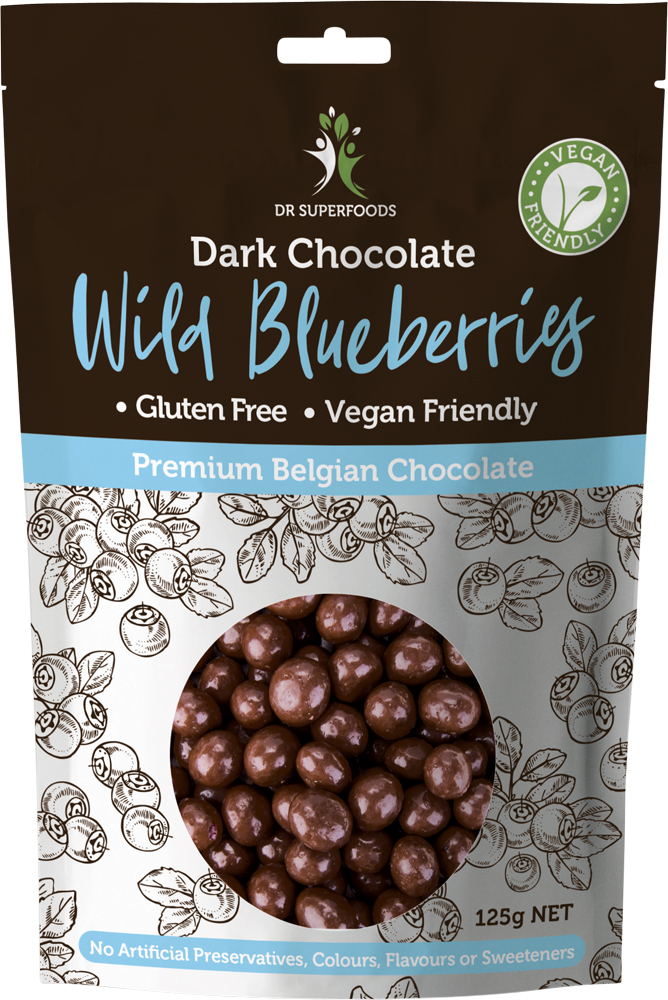 DR SUPERFOODS
VEGAN
FRIENDLY
Dark Chocolate
Wild Blueberries
• Gluten Free • Vegan Friendly
Premium Belgian Chocolate
125g NET
No Artificial Preservatives, Colours, Flavours or Sweeteners